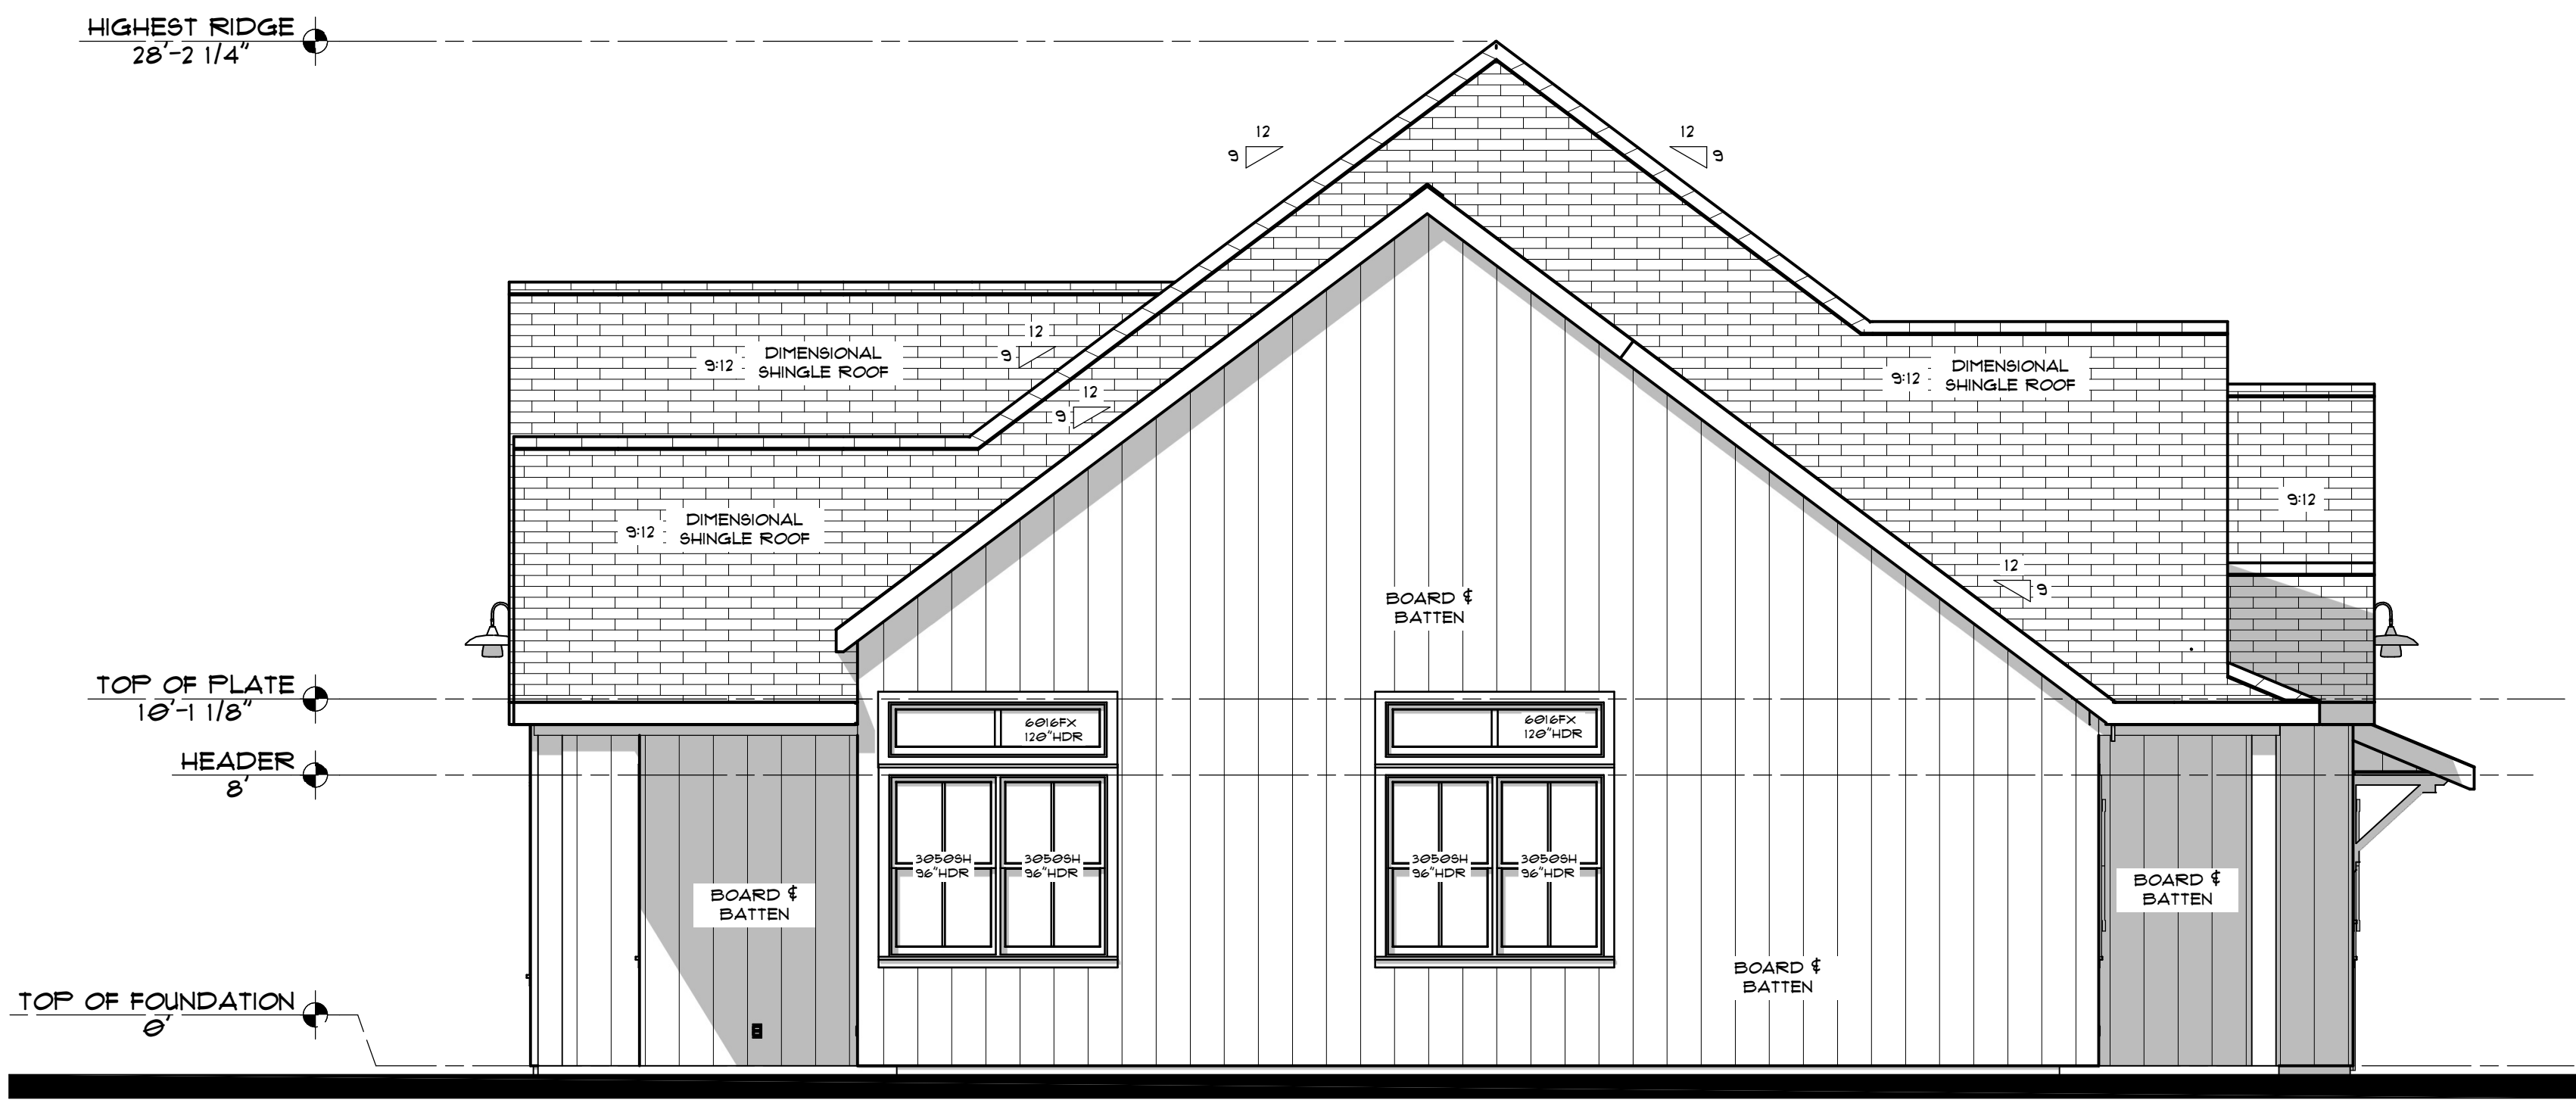 HIGHEST RIDGE
28'-2 1/4"
12
9
12
9
12
9
9:12
DIMENSIONAL
SHINGLE ROOF
12
9
9:12
DIMENSIONAL
SHINGLE ROOF
9:12
9:12
DIMENSIONAL
SHINGLE ROOF
12
9
BOARD &
BATTEN
TOP OF PLATE
10'-1 1/8"
6016FX
120"HDR
6016FX
120"HDR
HEADER
8'
3050SH
96"HDR
3050SH
96"HDR
3050SH
96"HDR
3050SH
96"HDR
BOARD &
BATTEN
BOARD &
BATTEN
BOARD &
BATTEN
TOP OF FOUNDATION
0'